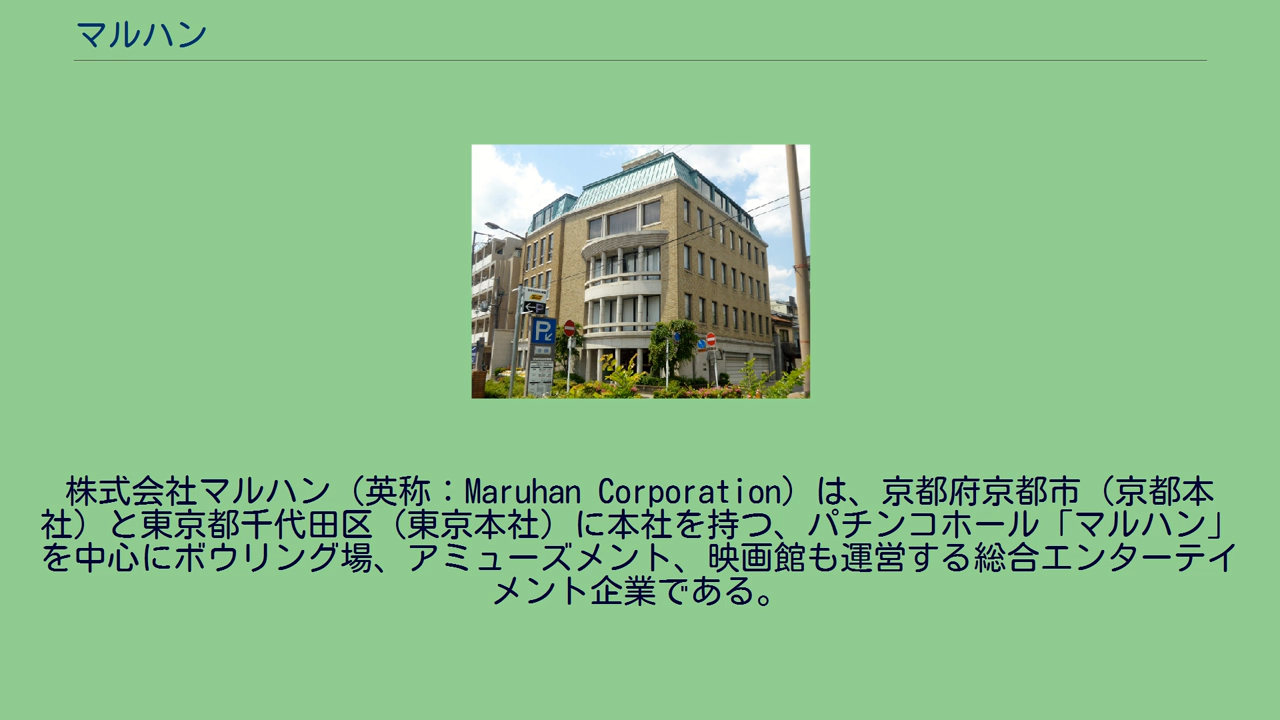 マルハン
P
株式会社マルハン（英称：Maruhan Corporation）は、京都府京都市（京都本
社）と東京都千代田区（東京本社）に本社を持つ、パチンコホール「マルハン」
を中心にボウリング場、アミューズメント、映画館も運営する総合エンターテイ
メント企業である。